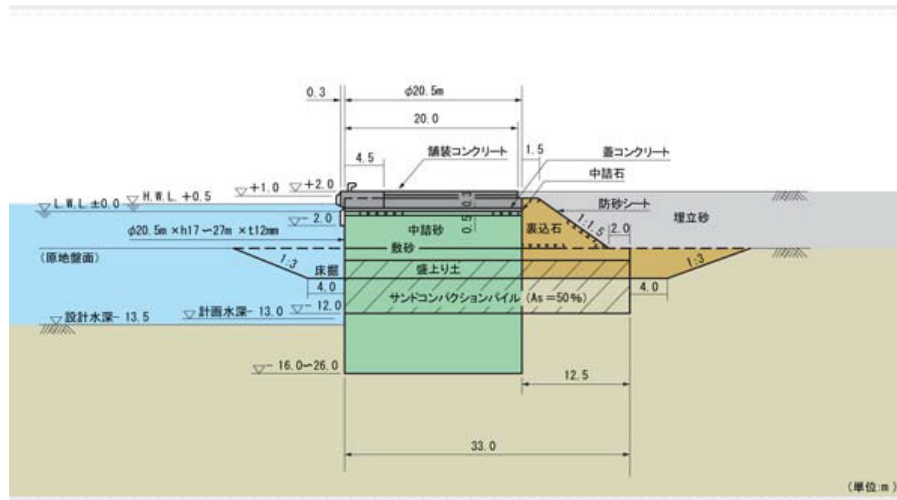 0.3
φ20.5m
20.0
4.5
舗装コンクリート
1.5
蓋コンクリート
中詰石
+1.0
+2.0
0.3
H.W.L.+0.5
L.W.L.±0.0
-2.0
0.5
防砂シート
1:1.5
2.0
埋立砂
中詰砂
裏込石
φ20.5m×h17~27m×t12mm
敷砂
(原地盤面)
1:3
床掘
盛上り土
1:3
4.0
4.0
サンドコンパクションパイル(As=50%)
-12.0
計画水深-13.0
設計水深-13.5
-16.0~26.0
12.5
33.0
(単位:m)